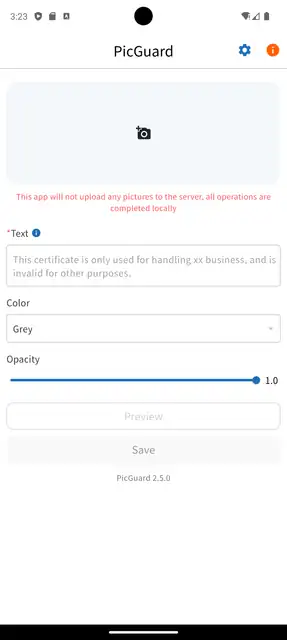 3:23
PicGuard
This app will not upload any pictures to the server, all operations are
completed locally
*Text
This certificate is only used for handling xx business, and is
invalid for other purposes.
Color
Grey
Opacity
1.0
Preview
Save
PicGuard 2.5.0